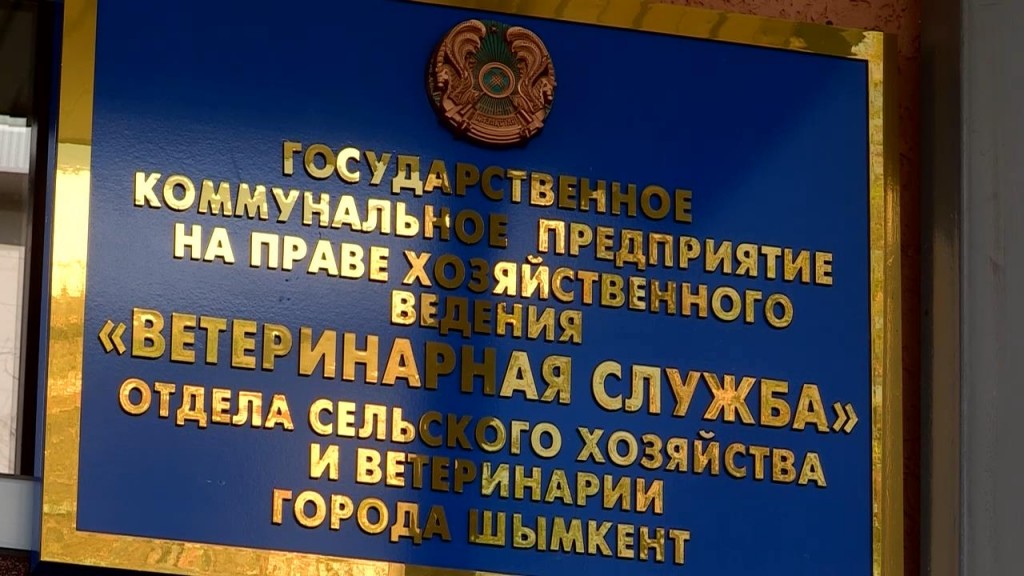 ГОСУДАРСТВЕННОЕ
КОММУНАЛЬНОЕ ПРЕДПРИЯТИЕ
НА ПРАВЕ ХОЗЯЙСТВЕННОГО
ВЕДЕНИЯ
«ВЕТЕРИНАРНАЯ СЛУЖБА»
ОТДЕЛА СЕЛЬСКОГО ХОЗЯЙСТВА
И ВЕТЕРИНАРИИ
ГОРОДА ШЫМКЕНТ